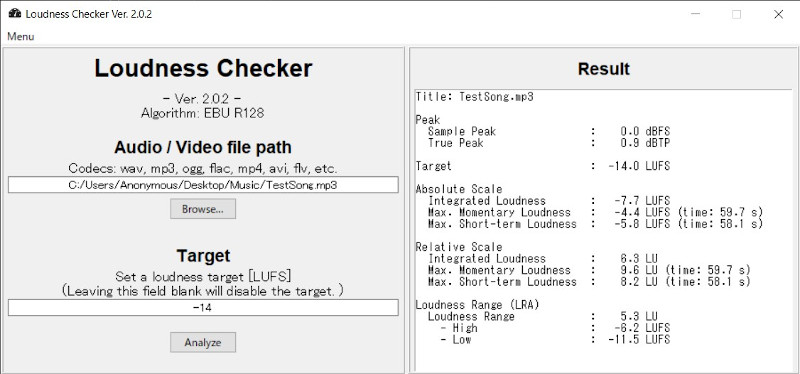 Loudness Checker Ver. 2.0.2
Menu
Loudness Checker
- Ver. 2.0.2 -
Algorithm: EBU R128
Audio / Video file path
Codecs: wav, mp3, ogg, flac, mp4, avi, flv, etc.
C:/Users/Anonymous/Desktop/Music/TestSong.mp3
Browse...
Target
Set a loudness target [LUFS]
(Leaving this field blank will disable the target. )
-14
Analyze
Result
Title: TestSong.mp3
Peak
Sample Peak : 0.0 dBFS
True Peak : 0.9 dBTP
Target : -14.0 LUFS
Absolute Scale
Integrated Loudness : -7.7 LUFS
Max. Momentary Loudness : -4.4 LUFS (time: 59.7 s)
Max. Short-term Loudness : -5.8 LUFS (time: 58.1 s)
Relative Scale
Integrated Loudness : 6.3 LU
Max. Momentary Loudness : 9.6 LU (time: 59.7 s)
Max. Short-term Loudness : 8.2 LU (time: 58.1 s)
Loudness Range (LRA)
Loudness Range : 5.3 LU
- High : -6.2 LUFS
- Low : -11.5 LUFS